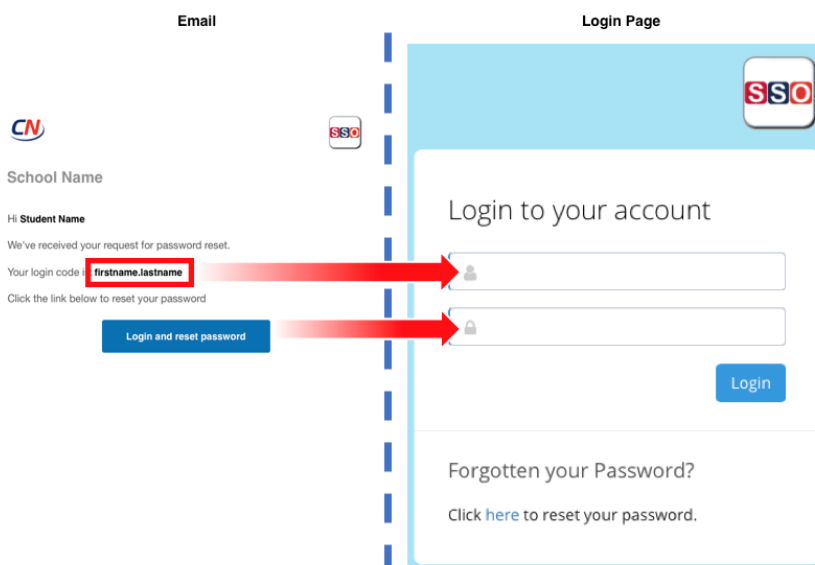 Email
CN
SSO
School Name
Hi Student Name
We've received your request for password reset.
Your login code i firstname.lastname
Click the link below to reset your password
Login and reset password
Login Page
SSO
Login to your account
Login
Forgotten your Password?
Click here to reset your password.